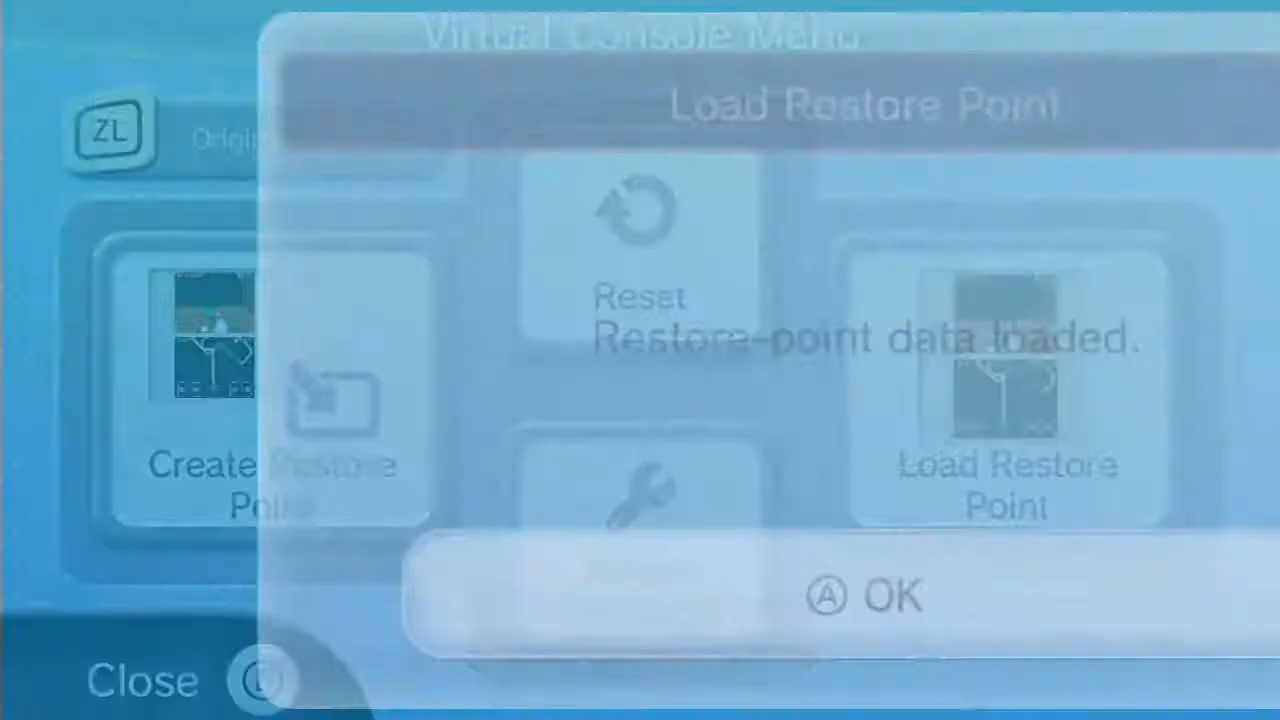 Virtual Console Menu
Load Restore Point
ZL
Origin
Reset
Restore-point data loaded.
Create Restore
Point
Load Restore
Point
A OK
Close